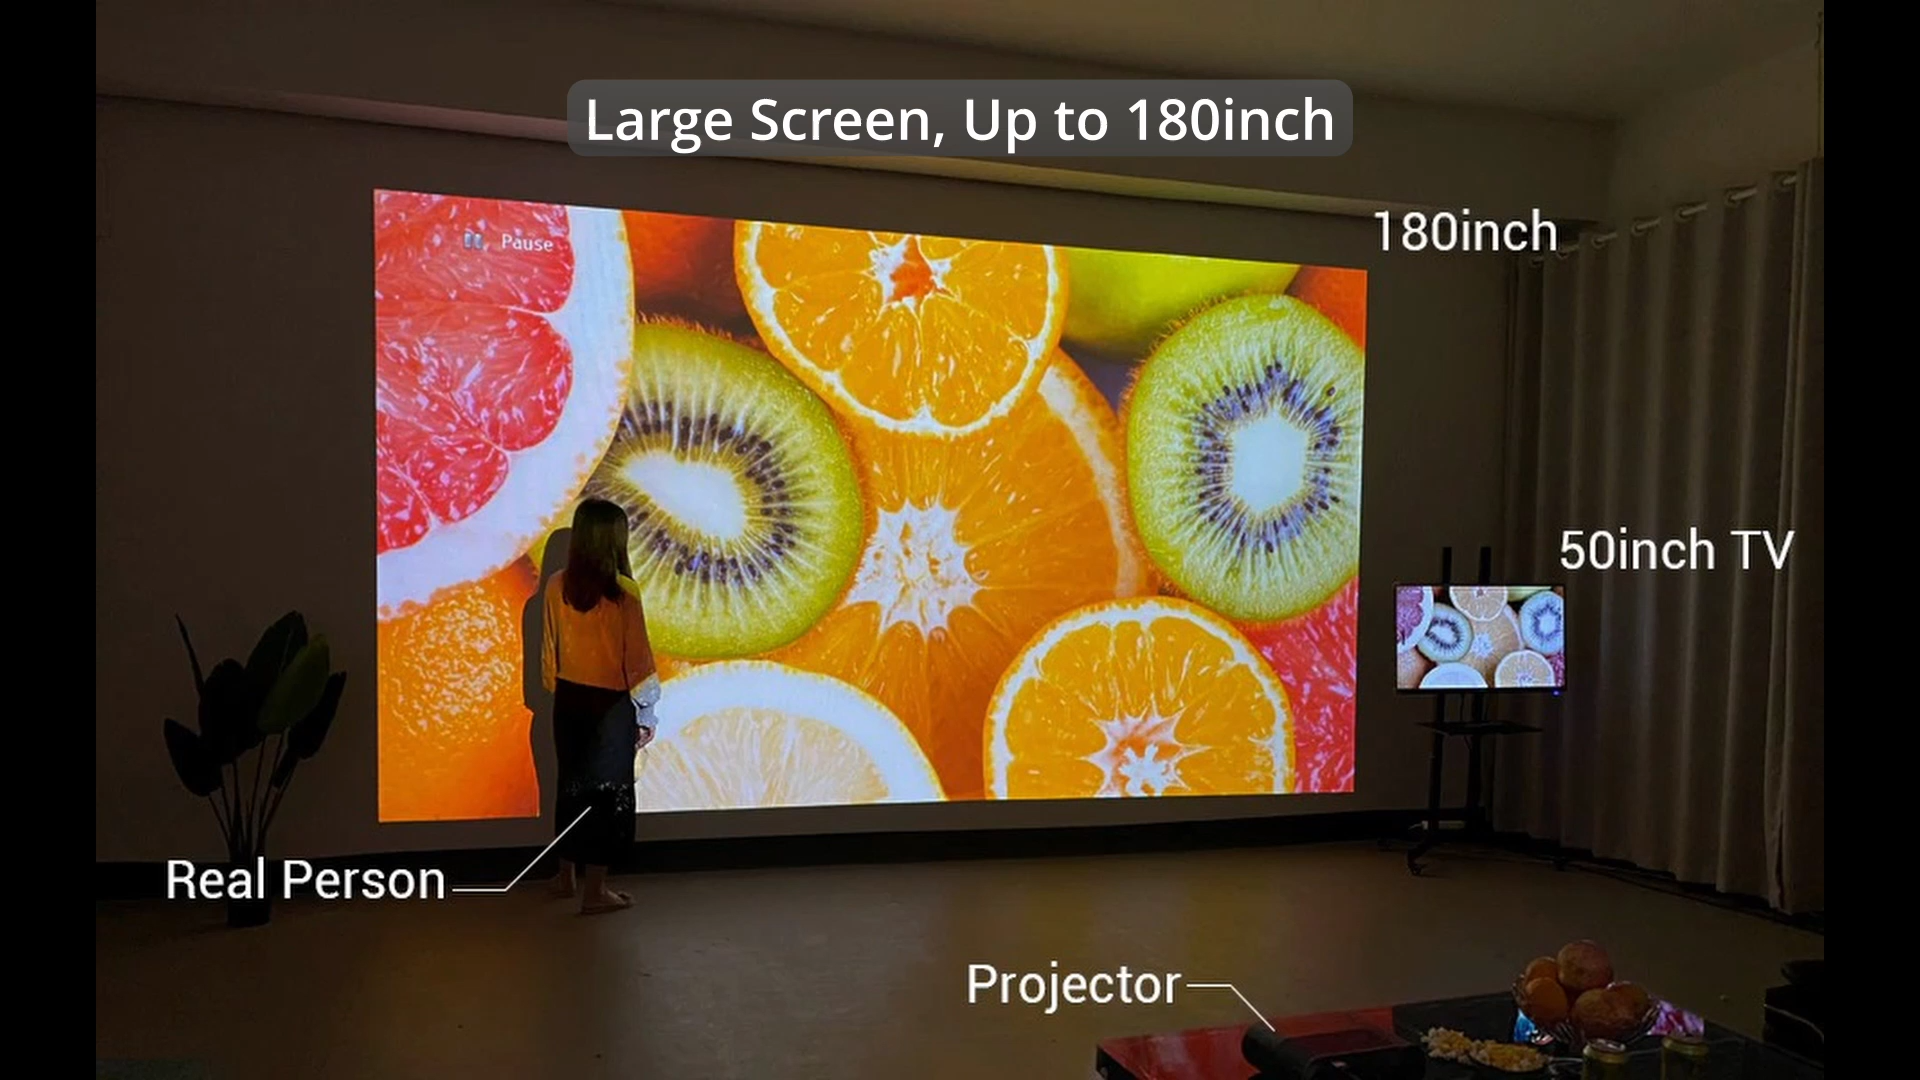 Large Screen, Up to 180inch
180inch
Pause
50inch TV
Real Person
Projector